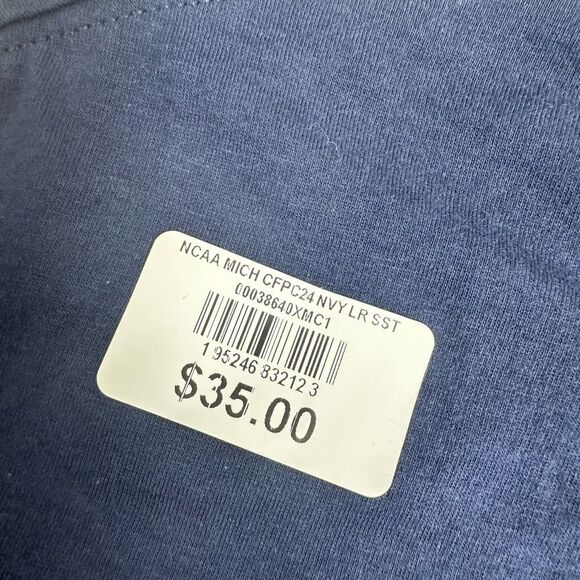 NCAA MICH CFPC24 NVY LR SST
00038640XMC1
1 95246 83212 3
$35.00